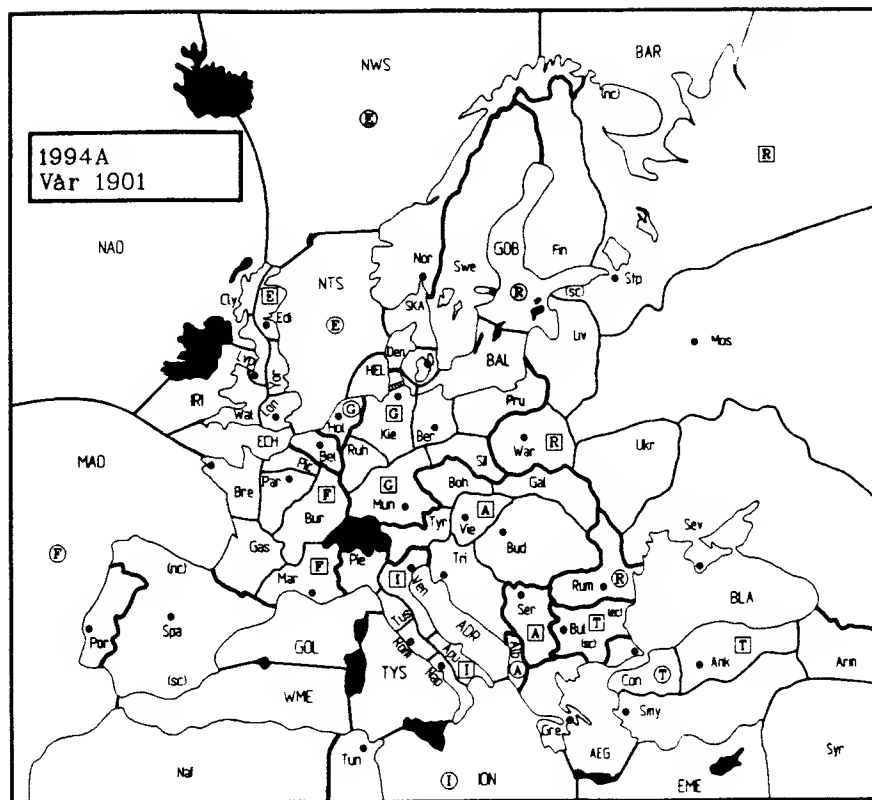 NWS
BAR
(nc)
E
1994A
Vår 1901
R
NAO
NTS
Nor
Swe
GOB
Fin
(sc)
Stp
Cly
E
Edi
SKA
R
E
Mos
Den
BAL
Liv
Lvp
Yor
HEL
IRI
Wal
Lon
Hol
G
Kie
G
Ber
Pru
War
R
ECH
Bel
Ruh
Sil
Ukr
MAO
Pic
Par
Bre
Bur
F
G
Mun
Boh
Gal
Tyr
Vie
A
Bud
Sev
F
(nc)
Gas
Mar
F
Pie
I
Ven
Tri
Rum
R
BLA
Ser
Por
Spa
Tus
ADR
A
Bul
T
(ec)
(sc)
GOL
Rom
Apu
Alb
T
Ank
Arm
(sc)
TYS
Nap
I
A
Con
T
WME
Gre
Smy
Naf
Tun
I
ION
AEG
EME
Syr